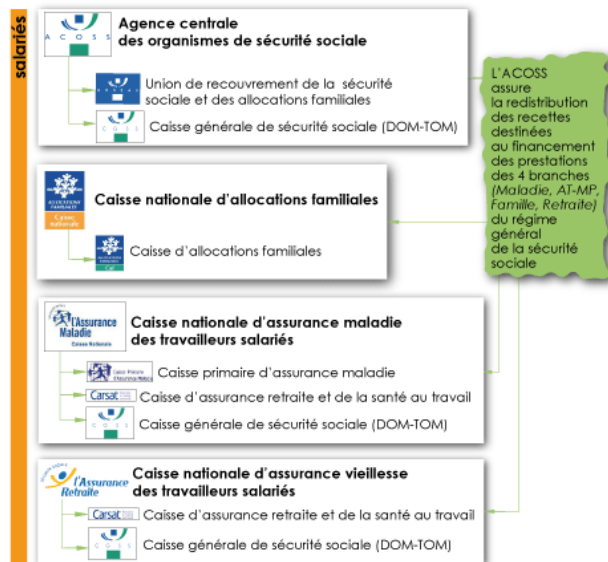 salariés
A C O S S
Agence centrale
des organismes de sécurité sociale
Union de recouvrement de la sécurité
sociale et des allocations familiales
C G S S
Caisse générale de sécurité sociale (DOM-TOM)
L'ACOSS
assure
la redistribution
des recettes
destinées
au financement
des prestations
des 4 branches
(Maladie, AT-MP,
Famille, Retraite)
du régime
général
de la sécurité
sociale
ALLOCATIONS
FAMILIALES
Caisse
nationale
Caisse nationale d'allocations familiales
Caf
Caisse d'allocations familiales
l'Assurance
Maladie
Caisse Nationale
Caisse nationale d'assurance maladie
des travailleurs salariés
Caisse primaire d'assurance maladie
Carsat
Caisse d'assurance retraite et de la santé au travail
C G S S
Caisse générale de sécurité sociale (DOM-TOM)
l'Assurance
Retraite
Caisse nationale d'assurance vieillesse
des travailleurs salariés
Carsat
Caisse d'assurance retraite et de la santé au travail
C G S S
Caisse générale de sécurité sociale (DOM-TOM)